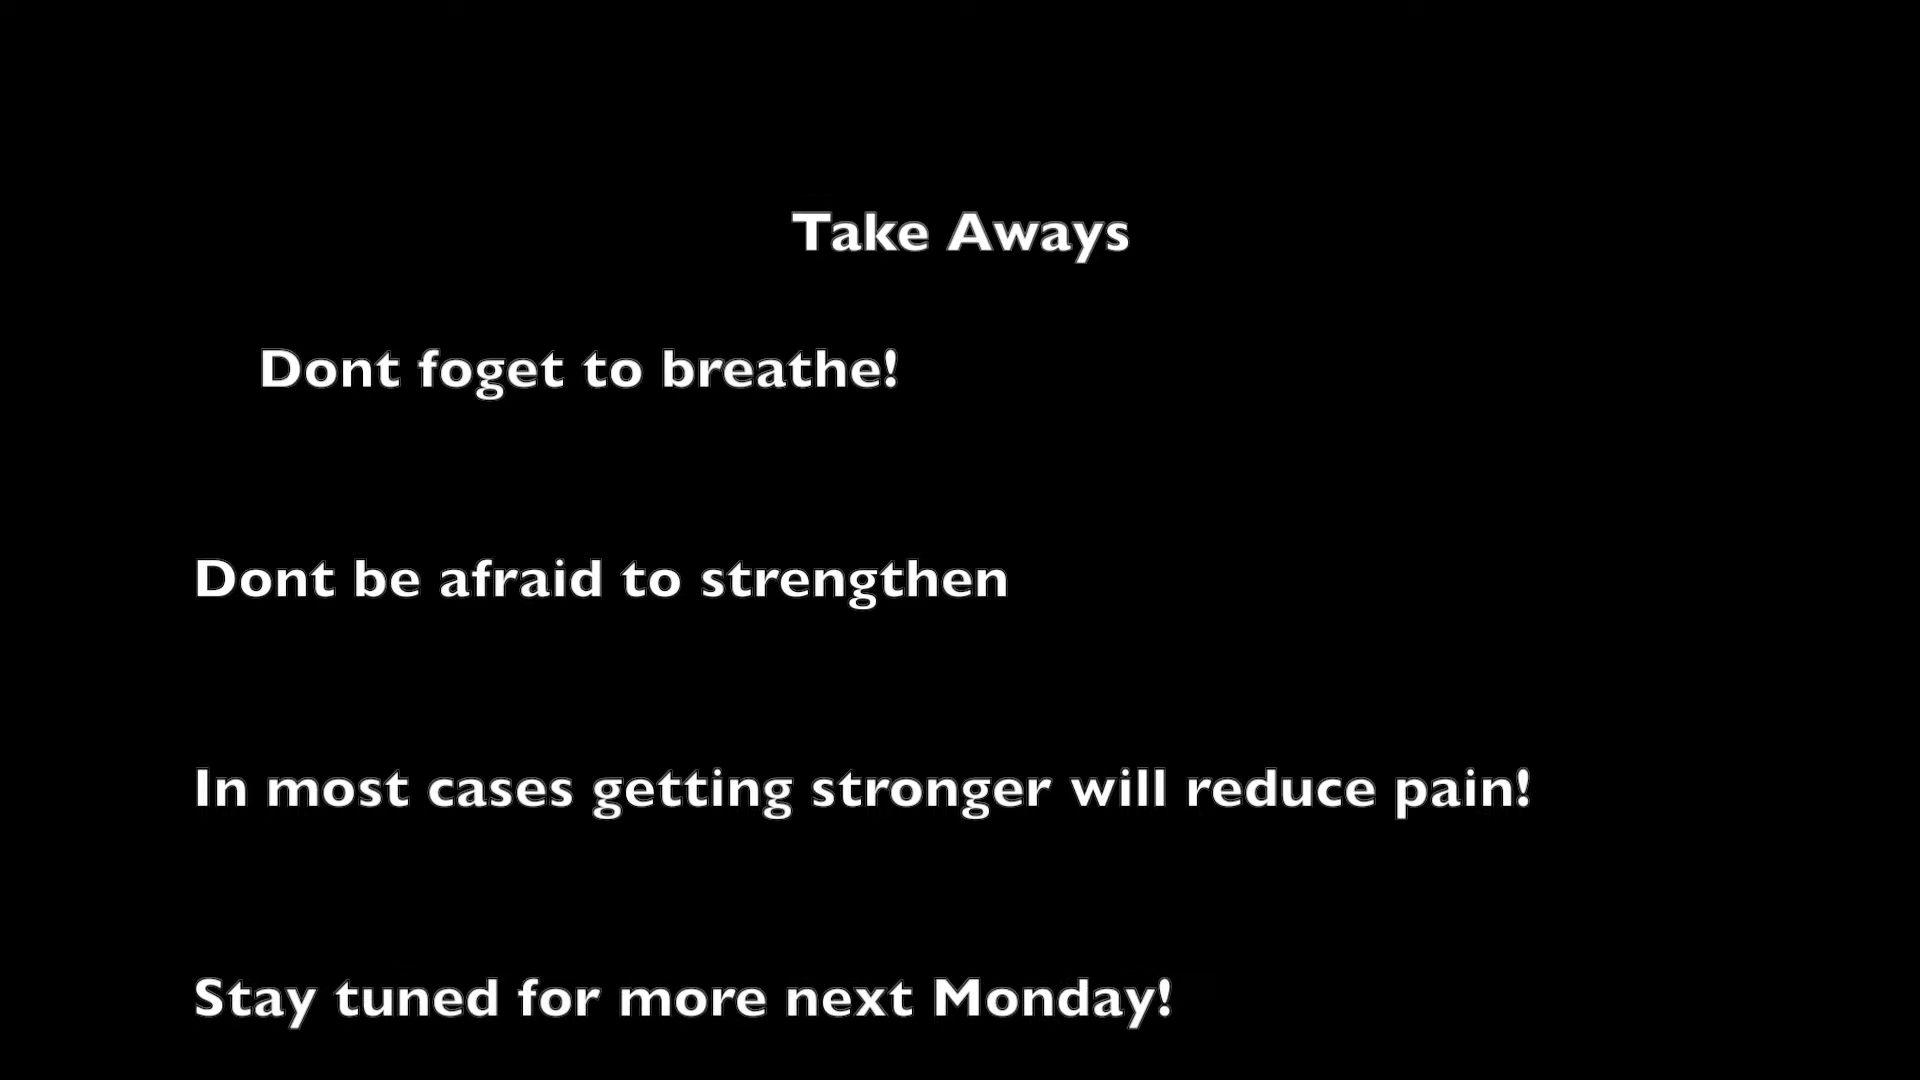 Take Aways
Dont foget to breathe!
Dont be afraid to strengthen
In most cases getting stronger will reduce pain!
Stay tuned for more next Monday!